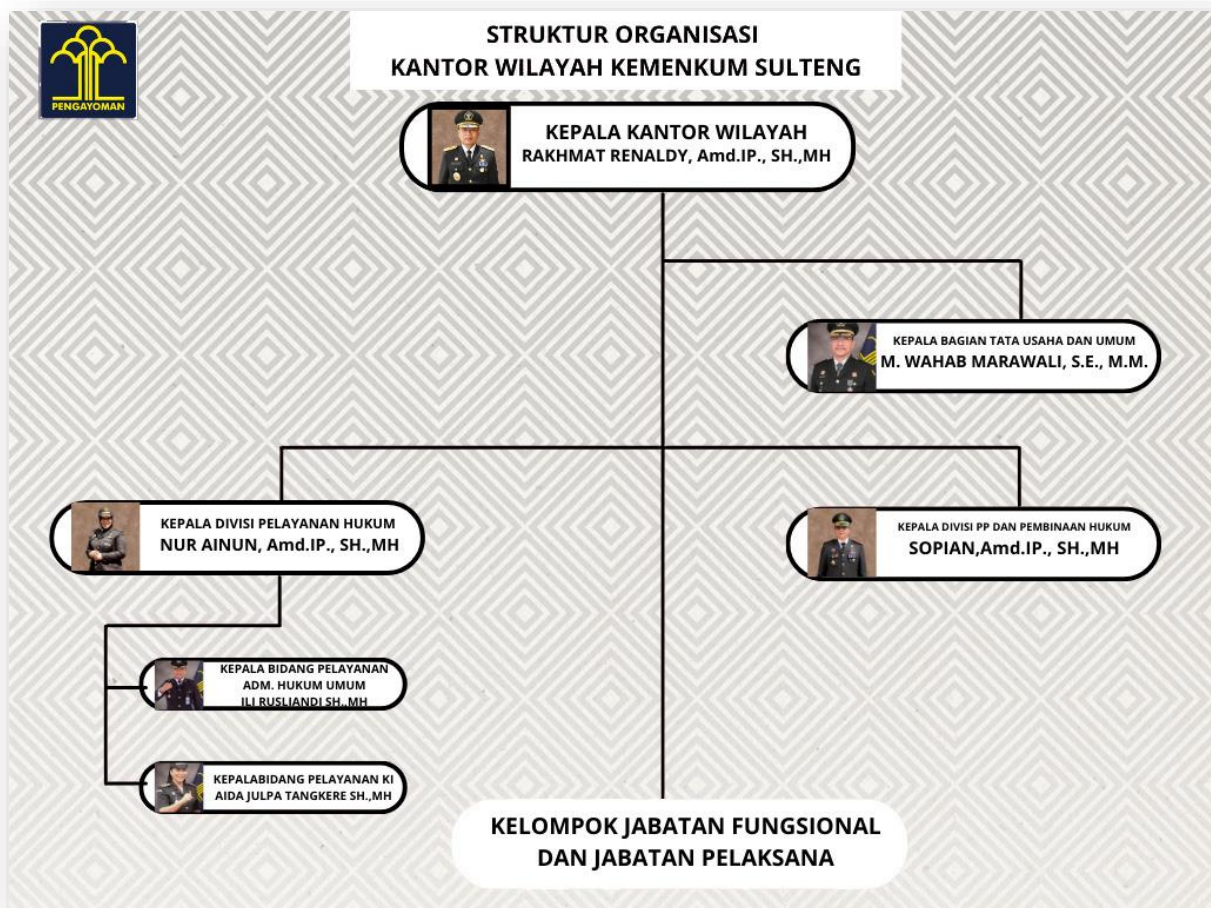 STRUKTUR ORGANISASI
KANTOR WILAYAH KEMENKUM SULTENG
PENGAYOMAN
KEPALA KANTOR WILAYAH
RAKHMAT RENALDY, Amd.IP., SH.,MH
KEPALA BAGIAN TATA USAHA DAN UMUM
M. WAHAB MARAWALI, S.E., M.M.
KEPALA DIVISI PELAYANAN HUKUM
NUR AINUN, Amd.IP., SH.,MH
KEPALA DIVISI PP DAN PEMBINAAN HUKUM
SOPIAN,Amd.IP., SH.,MH
KEPALA BIDANG PELAYANAN
ADM. HUKUM UMUM
ILI RUSLIANDI SH.,MH
KEPALABIDANG PELAYANAN KI
AIDA JULPA TANGKERE SH.,MH
KELOMPOK JABATAN FUNGSIONAL
DAN JABATAN PELAKSANA